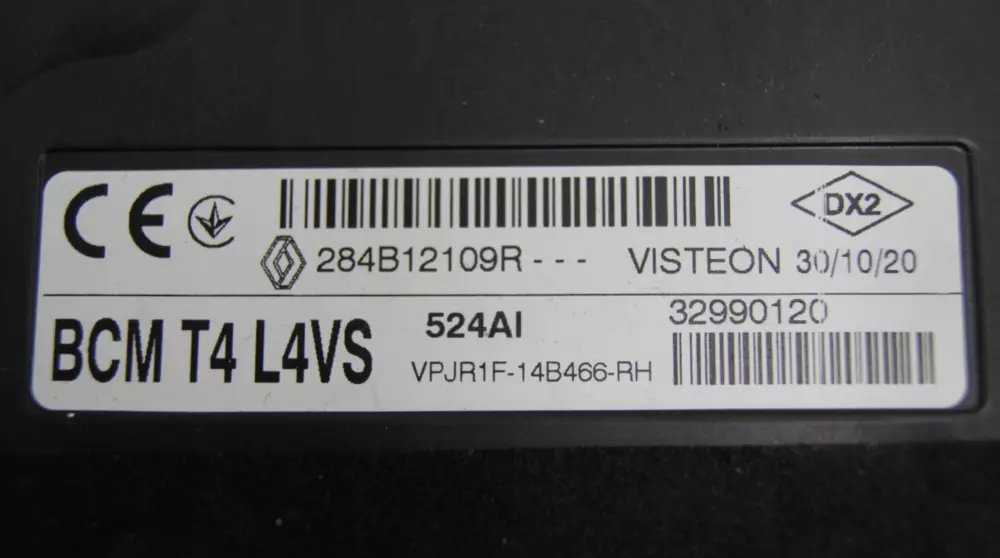 CE DX2
284B12109R--- VISTEON 30/10/20
BCM T4 L4VS 524AI 32990120
VPJR1F-14B466-RH